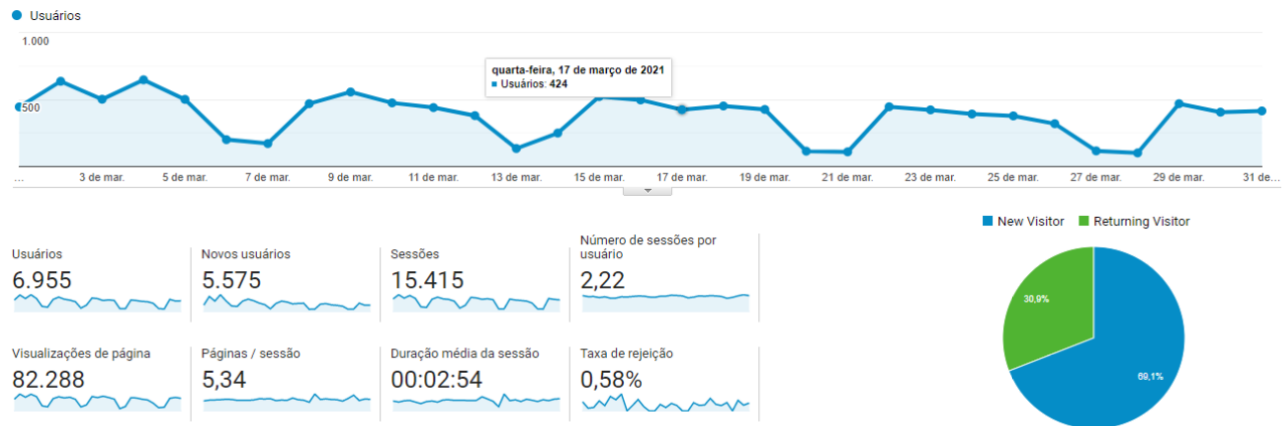 Usuários
1.000
quarta-feira, 17 de março de 2021
Usuários: 424
500
...
3 de mar.
5 de mar.
7 de mar.
9 de mar.
11 de mar.
13 de mar.
15 de mar.
17 de mar.
19 de mar.
21 de mar.
23 de mar.
25 de mar.
27 de mar.
29 de mar.
31 de...
New Visitor
Returning Visitor
Usuários
6.955
Novos usuários
5.575
Sessões
15.415
Número de sessões por
usuário
2,22
Visualizações de página
82.288
Páginas / sessão
5,34
Duração média da sessão
00:02:54
Taxa de rejeição
0,58%
30,9%
69,1%